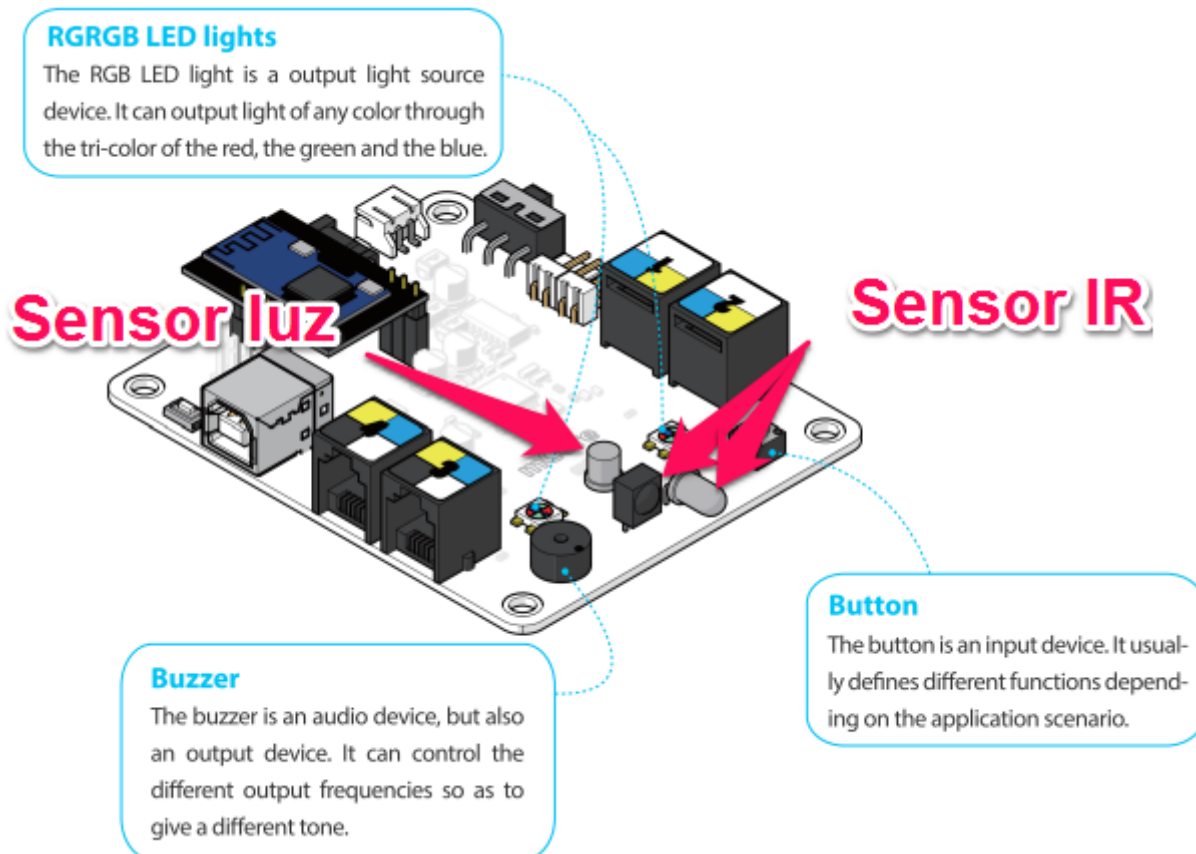 RGRGB LED lights
The RGB LED light is a output light source
device. It can output light of any color through
the tri-color of the red, the green and the blue.
Sensor luz
Sensor IR
Button
The button is an input device. It usual-
ly defines different functions depend-
ing on the application scenario.
Buzzer
The buzzer is an audio device, but also
an output device. It can control the
different output frequencies so as to
give a different tone.